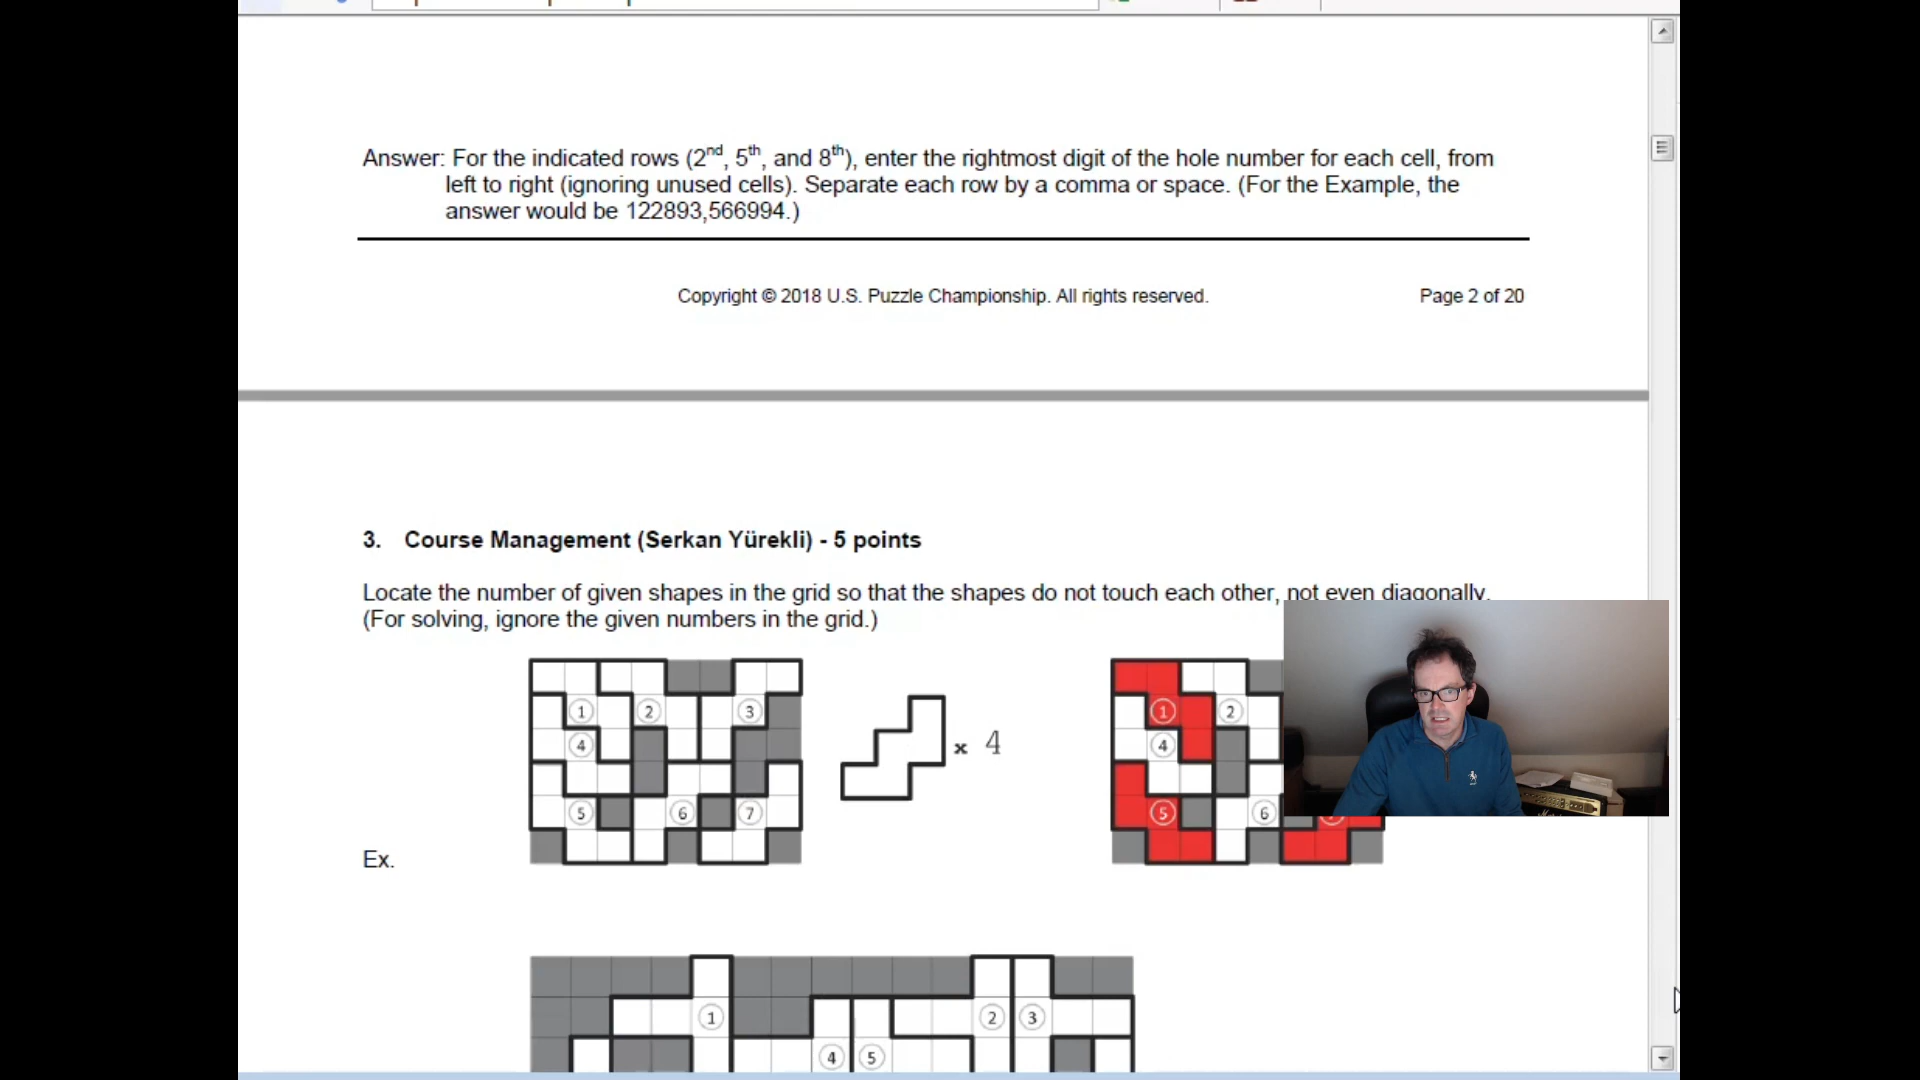 Answer: For the indicated rows (2nd, 5th, and 8th), enter the rightmost digit of the hole number for each cell, from
left to right (ignoring unused cells). Separate each row by a comma or space. (For the Example, the
answer would be 122893,566994.)
Copyright © 2018 U.S. Puzzle Championship. All rights reserved.
Page 2 of 20
3. Course Management (Serkan Yürekli) - 5 points
Locate the number of given shapes in the grid so that the shapes do not touch each other, not even diagonally.
(For solving, ignore the given numbers in the grid.)
1 2 3
4
5 6 7
x 4
1 2
4
5 6
Ex.
1 2 3
4 5